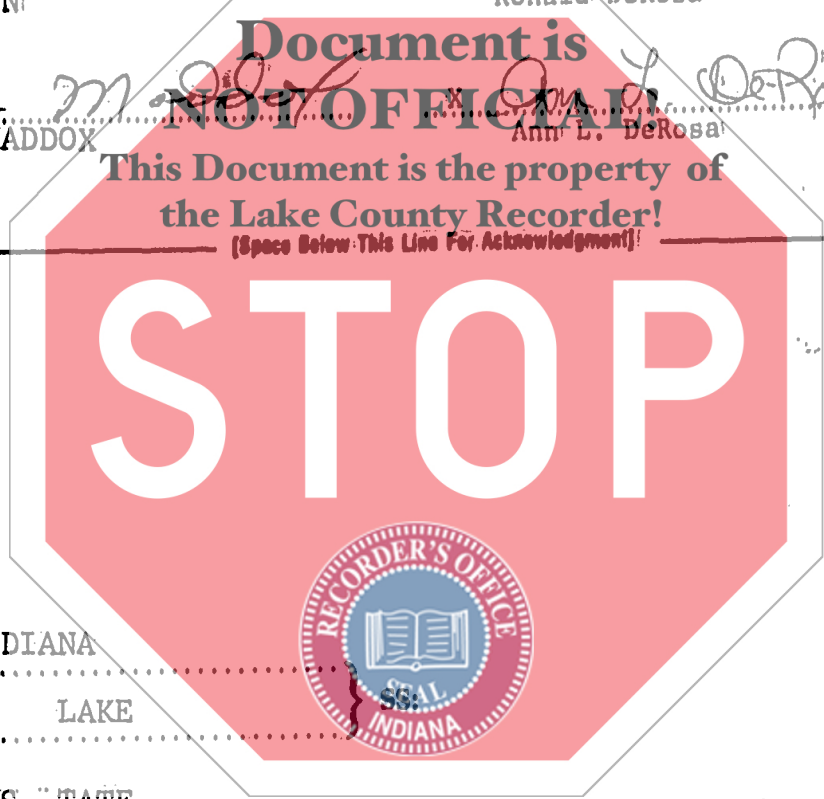 Document is
NOT OFFICIAL!
x
ADDOX
Ann L. DeRosa
This Document is the property of
the Lake County Recorder!
[Space Below This Line For Acknowledgment]
STOP
RECORDER'S OFFICE
SEAL
INDIANA
DIANA
SS:
LAKE